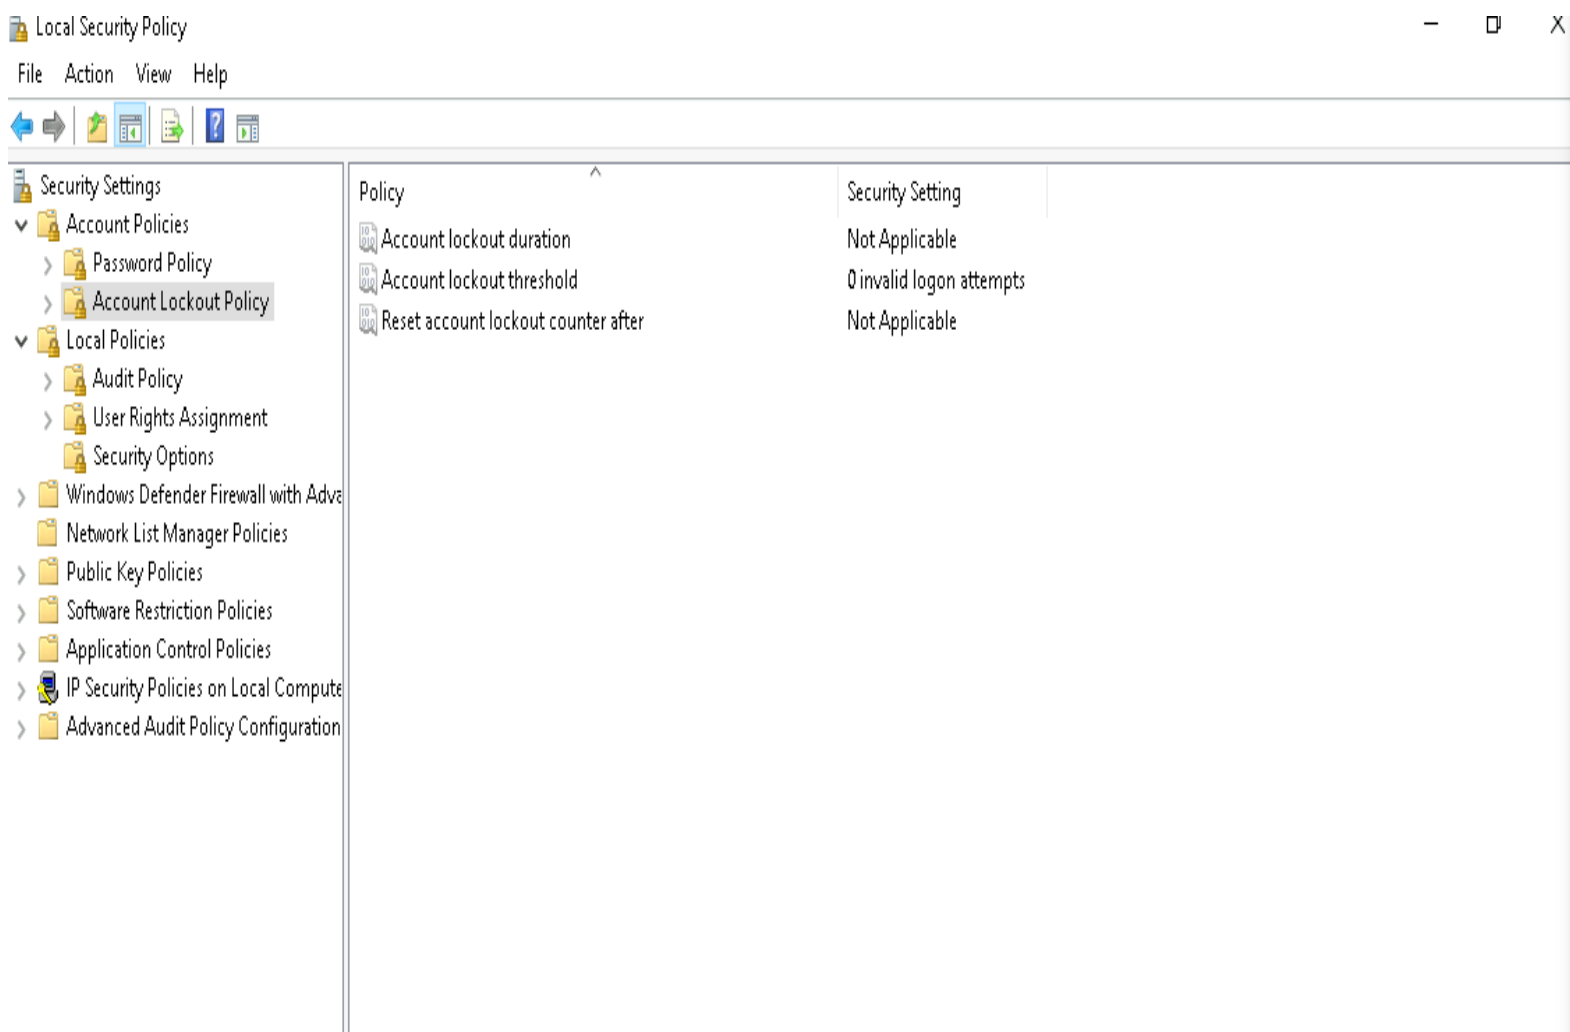 Local Security Policy
File Action View Help
Security Settings
Account Policies
Password Policy
Account Lockout Policy
Local Policies
Audit Policy
User Rights Assignment
Security Options
Windows Defender Firewall with Adva
Network List Manager Policies
Public Key Policies
Software Restriction Policies
Application Control Policies
IP Security Policies on Local Compute
Advanced Audit Policy Configuration
Policy Security Setting
Account lockout duration Not Applicable
Account lockout threshold 0 invalid logon attempts
Reset account lockout counter after Not Applicable